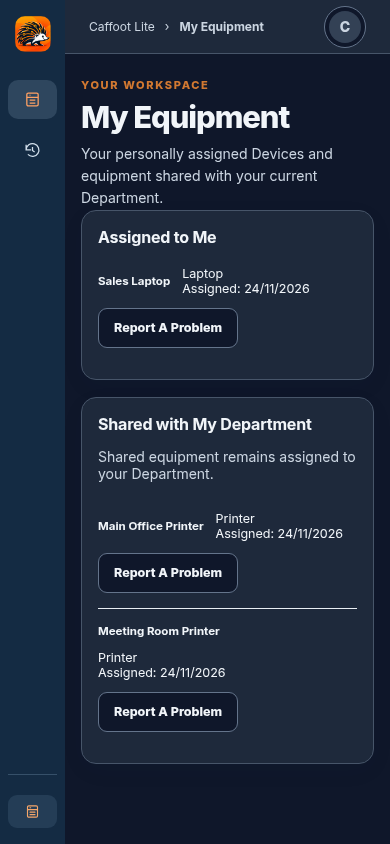 Caffoot Lite › My Equipment
C
YOUR WORKSPACE
My Equipment
Your personally assigned Devices and
equipment shared with your current
Department.
Assigned to Me
Sales Laptop
Laptop
Assigned: 24/11/2026
Report A Problem
Shared with My Department
Shared equipment remains assigned to
your Department.
Main Office Printer
Printer
Assigned: 24/11/2026
Report A Problem
Meeting Room Printer
Printer
Assigned: 24/11/2026
Report A Problem